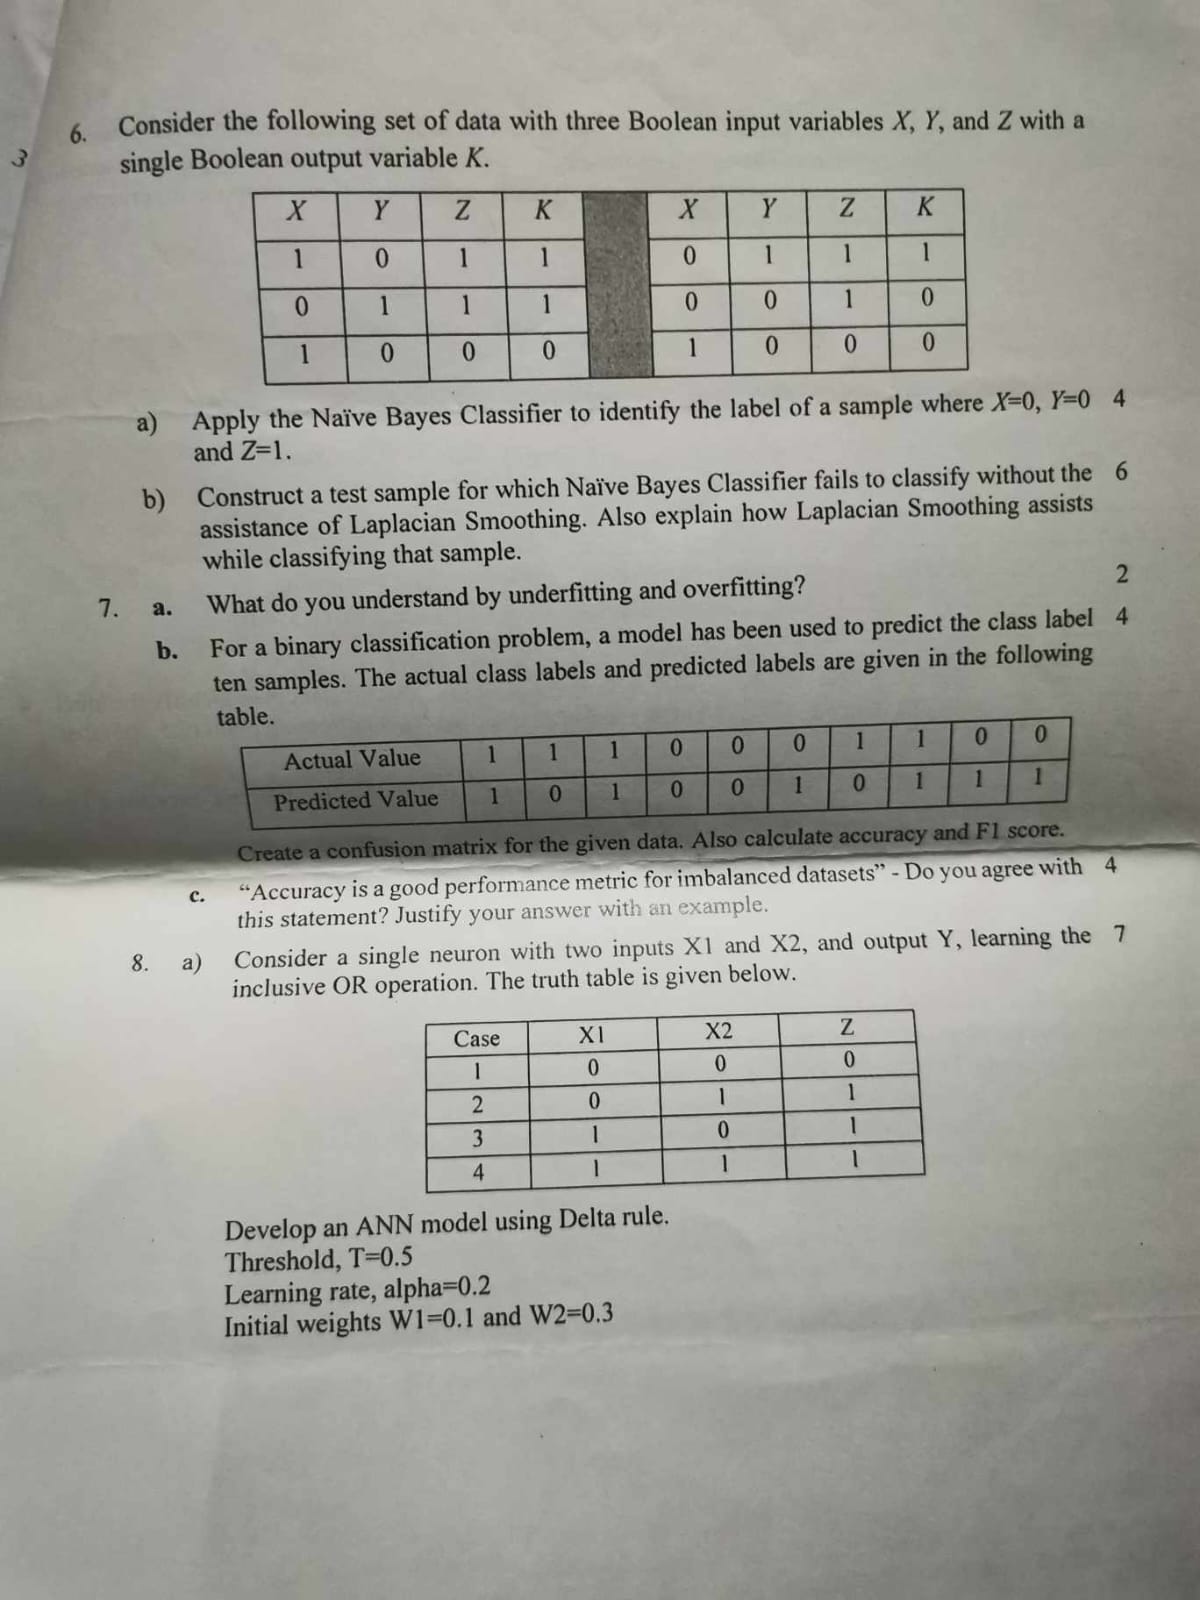 3
6. Consider the following set of data with three Boolean input variables X, Y, and Z with a
single Boolean output variable K.
X Y Z K X Y Z K
1 0 1 1 0 1 1 1
0 1 1 1 0 0 1 0
1 0 0 0 1 0 0 0
a) Apply the Naïve Bayes Classifier to identify the label of a sample where X=0, Y=0 4
and Z=1.
b) Construct a test sample for which Naïve Bayes Classifier fails to classify without the 6
assistance of Laplacian Smoothing. Also explain how Laplacian Smoothing assists
while classifying that sample.
7. a. What do you understand by underfitting and overfitting? 2
b. For a binary classification problem, a model has been used to predict the class label 4
ten samples. The actual class labels and predicted labels are given in the following
table.
Actual Value 1 1 1 0 0 0 1 1 0 0
Predicted Value 1 0 1 0 0 1 0 1 1 1
Create a confusion matrix for the given data. Also calculate accuracy and F1 score.
c. “Accuracy is a good performance metric for imbalanced datasets” - Do you agree with 4
this statement? Justify your answer with an example.
8. a) Consider a single neuron with two inputs X1 and X2, and output Y, learning the 7
inclusive OR operation. The truth table is given below.
Case X1 X2 Z
1 0 0 0
2 0 1 1
3 1 0 1
4 1 1 1
Develop an ANN model using Delta rule.
Threshold, T=0.5
Learning rate, alpha=0.2
Initial weights W1=0.1 and W2=0.3